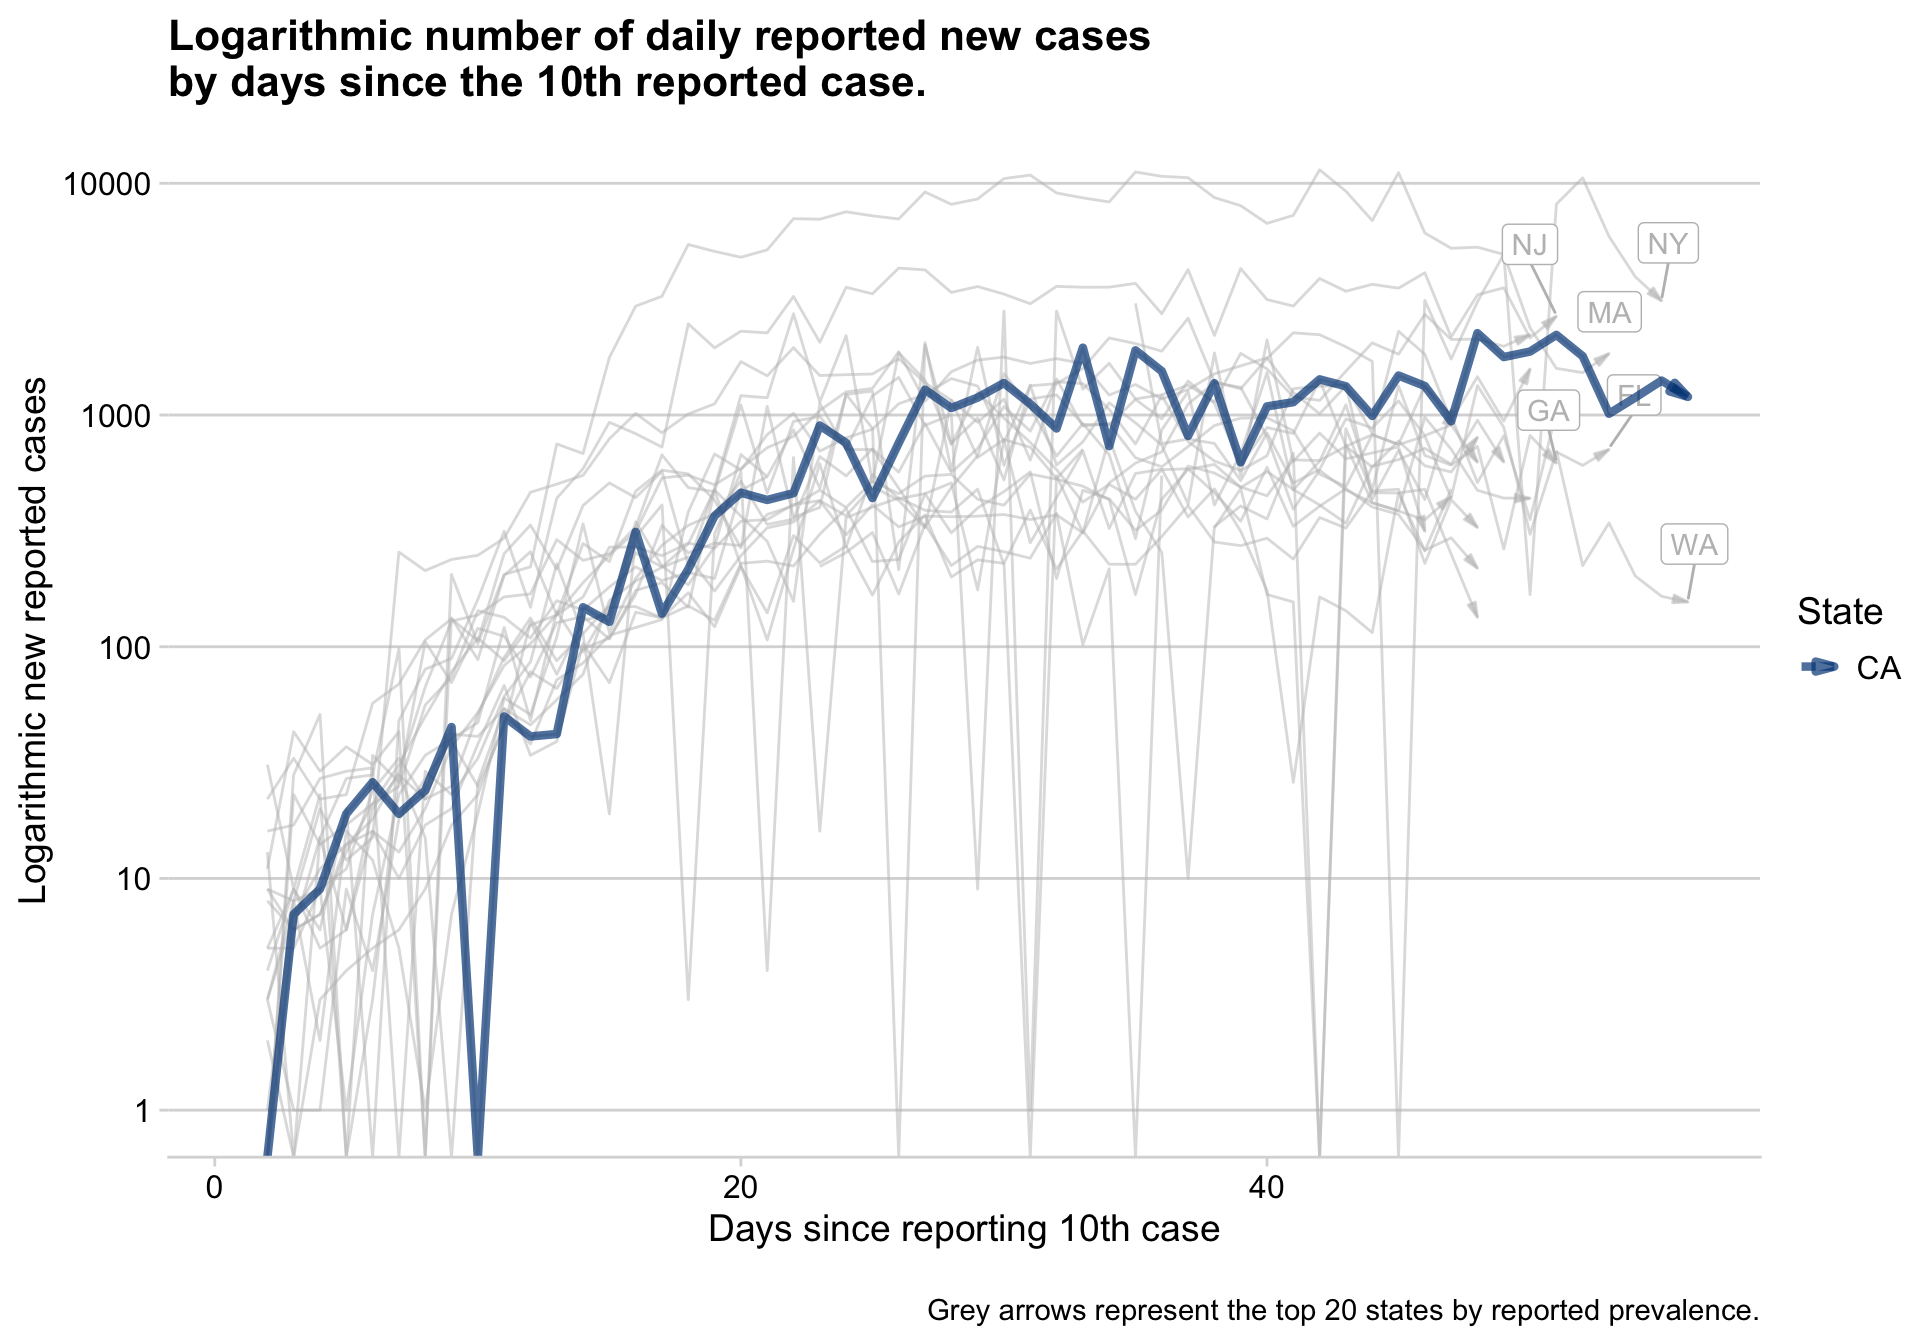 Logarithmic number of daily reported new cases
by days since the 10th reported case.
10000
1000
100
10
1
Logarithmic new reported cases
NJ
NY
MA
FL
GA
WA
State
CA
0
20
40
Days since reporting 10th case
Grey arrows represent the top 20 states by reported prevalence.